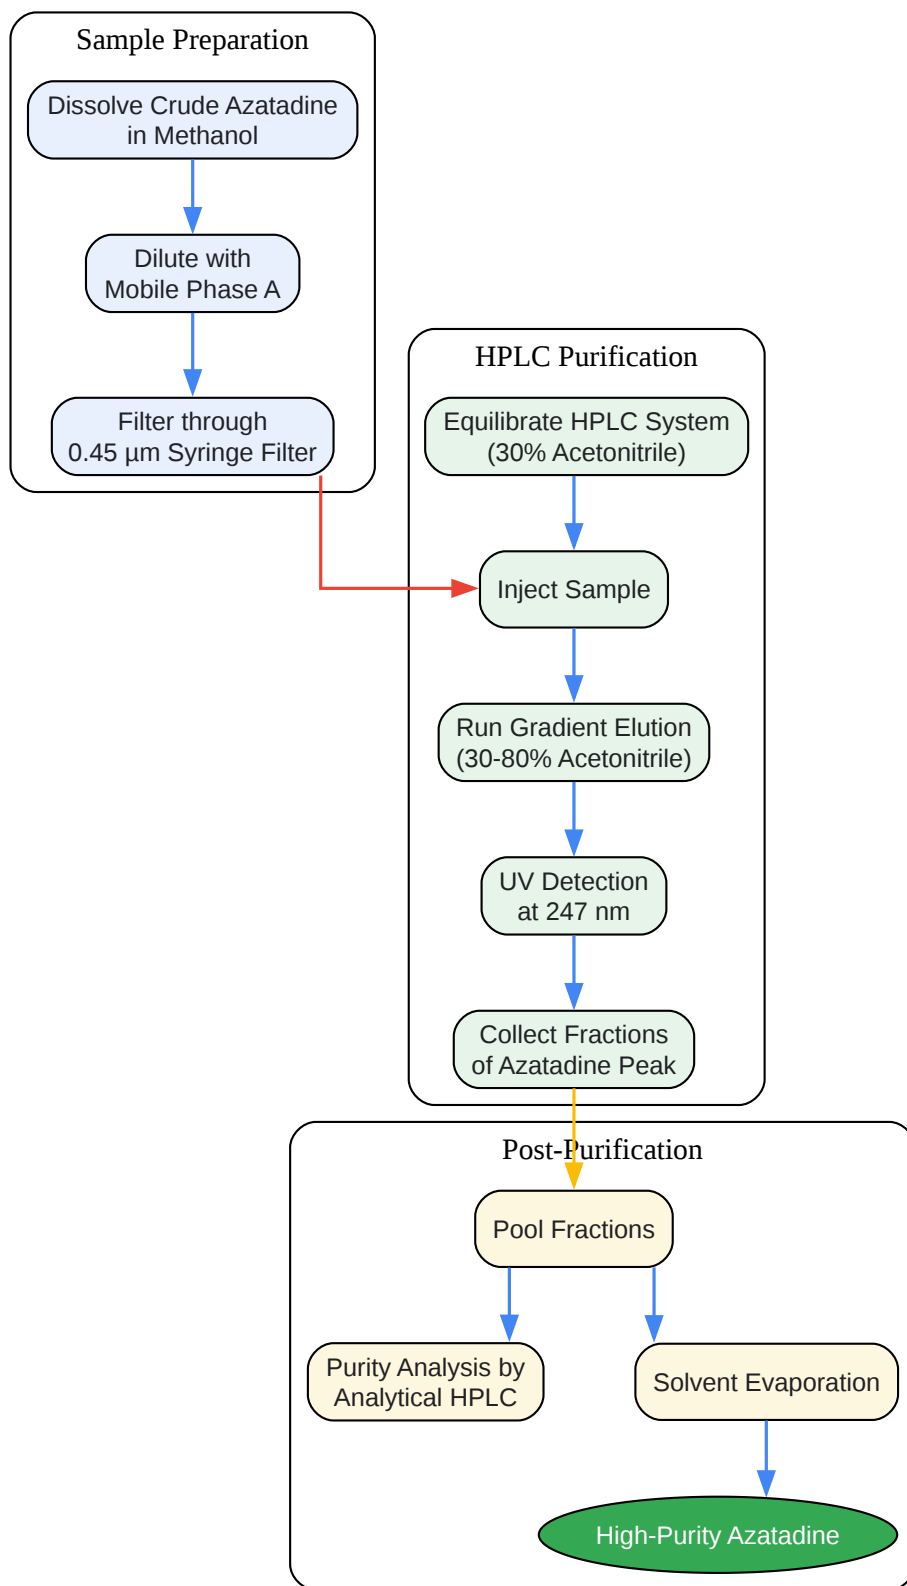 Sample Preparation
Dissolve Crude Azatadine
in Methanol
Dilute with
Mobile Phase A
Filter through
0.45 µm Syringe Filter
HPLC Purification
Equilibrate HPLC System
(30% Acetonitrile)
Inject Sample
Run Gradient Elution
(30-80% Acetonitrile)
UV Detection
at 247 nm
Collect Fractions
of Azatadine Peak
Post-Purification
Pool Fractions
Purity Analysis by
Analytical HPLC
Solvent Evaporation
High-Purity Azatadine